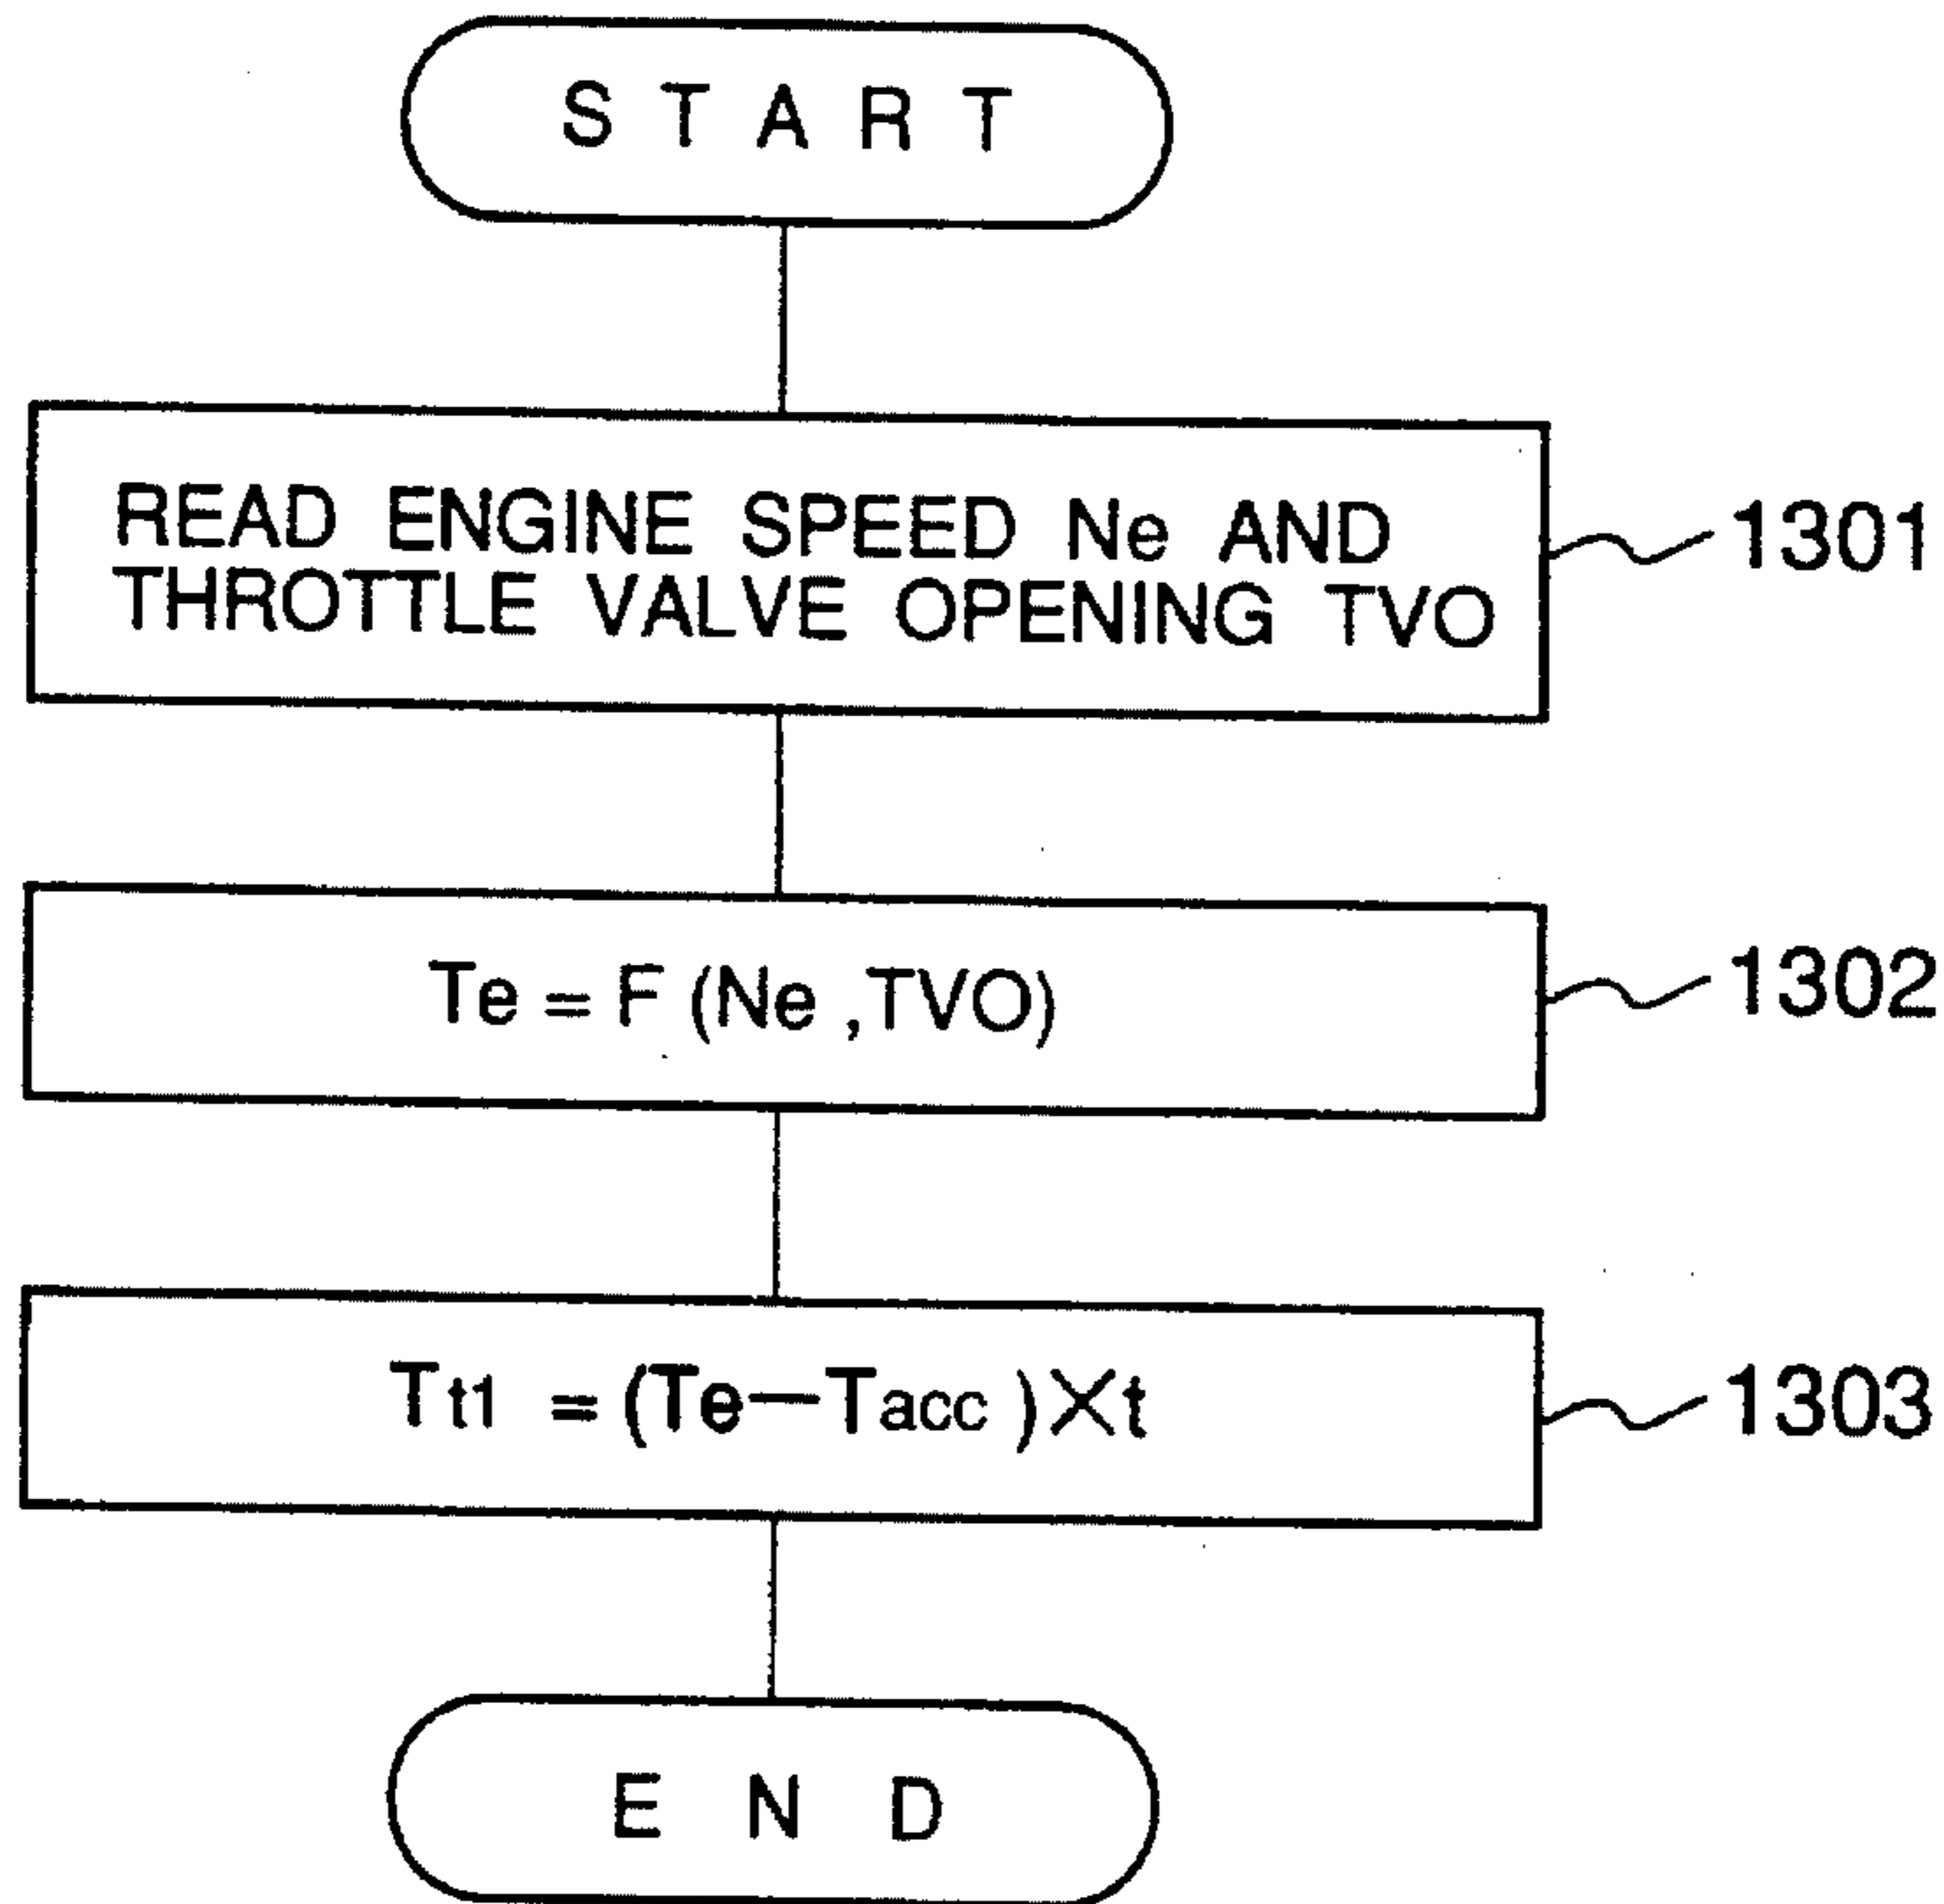 START
READ ENGINE SPEED Ne AND
THROTTLE VALVE OPENING TVO
1301
Te = F (Ne ,TVO)
1302
Tt1 = (Te-Tacc)Xt
1303
END